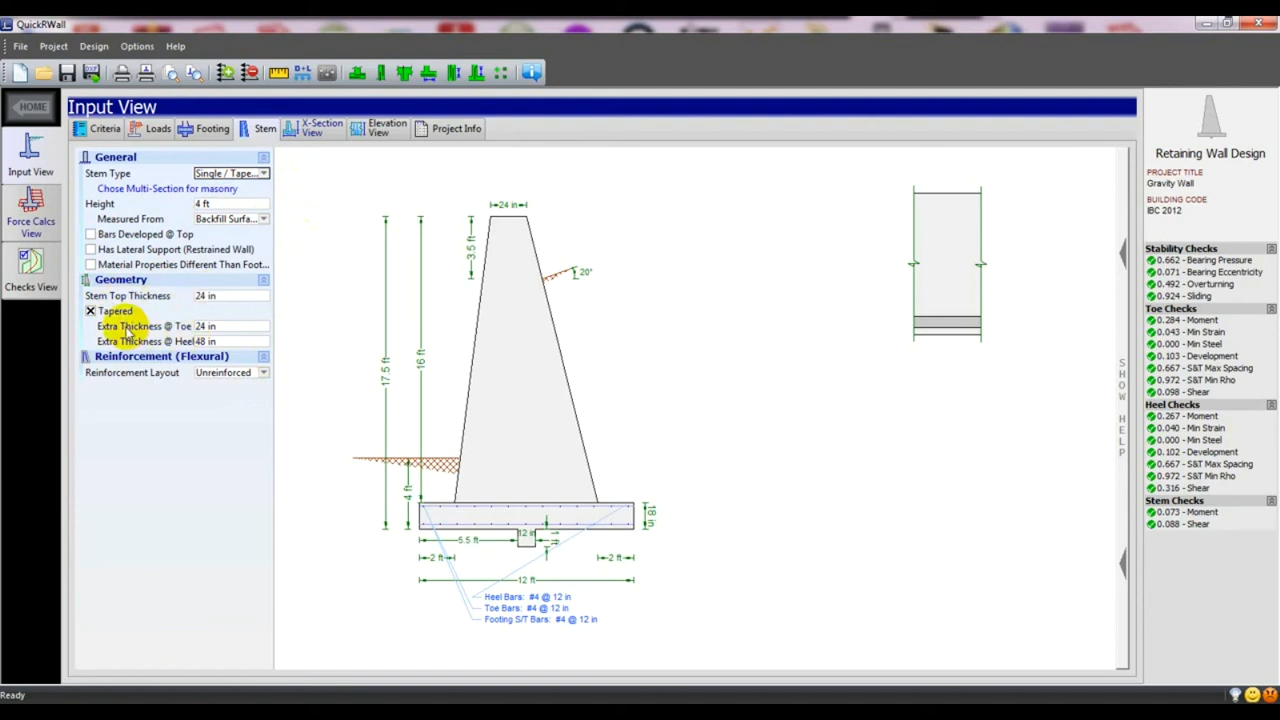 QuickRWall
File Project Design Options Help
D+L
HOME
Input View
Force Calcs
View
Checks View
Input View
Criteria Loads Footing Stem X-Section
View Elevation
View Project Info
General
Stem Type Single / Tape...
Chose Multi-Section for masonry
Height 4 ft
Measured From Backfill Surfa...
Bars Developed @ Top
Has Lateral Support (Restrained Wall)
Material Properties Different Than Foot...
Geometry
Stem Top Thickness 24 in
Tapered
Extra Thickness @ Toe 24 in
Extra Thickness @ Heel 48 in
Reinforcement (Flexural)
Reinforcement Layout Unreinforced
24 in
3.5 ft
20°
17.5 ft
16 ft
4 ft
18 in
12 in
1 ft
5.5 ft
2 ft
2 ft
12 ft
Heel Bars: #4 @ 12 in
Toe Bars: #4 @ 12 in
Footing S/T Bars: #4 @ 12 in
SHOW HELP
Retaining Wall Design
PROJECT TITLE
Gravity Wall
BUILDING CODE
IBC 2012
Stability Checks
0.662 - Bearing Pressure
0.071 - Bearing Eccentricity
0.492 - Overturning
0.924 - Sliding
Toe Checks
0.284 - Moment
0.043 - Min Strain
0.000 - Min Steel
0.103 - Development
0.667 - S&T Max Spacing
0.972 - S&T Min Rho
0.098 - Shear
Heel Checks
0.267 - Moment
0.040 - Min Strain
0.000 - Min Steel
0.102 - Development
0.667 - S&T Max Spacing
0.972 - S&T Min Rho
0.316 - Shear
Stem Checks
0.073 - Moment
0.088 - Shear
Ready